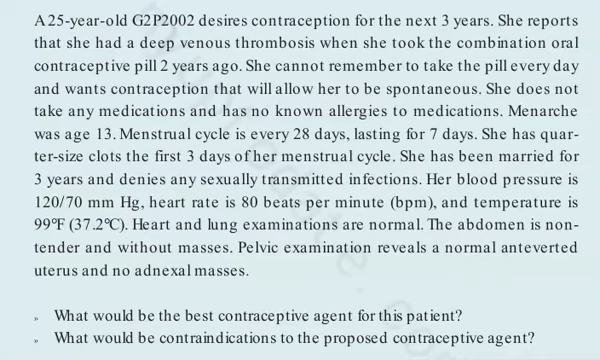 A 25-year-old G2P2002 desires contraception for the next 3 years. She reports
that she had a deep venous thrombosis when she took the combination oral
contraceptive pill 2 years ago. She cannot remember to take the pill every day
and wants contraception that will allow her to be spontaneous. She does not
take any medications and has no known allergies to medications. Menarche
was age 13. Menstrual cycle is every 28 days, lasting for 7 days. She has quar-
ter-size clots the first 3 days of her menstrual cycle. She has been married for
3 years and denies any sexually transmitted infections. Her blood pressure is
120/70 mm Hg, heart rate is 80 beats per minute (bpm), and temperature is
99°F (37.2°C). Heart and lung examinations are normal. The abdomen is non-
tender and without masses. Pelvic examination reveals a normal anteverted
uterus and no adnexal masses.
» What would be the best contraceptive agent for this patient?
» What would be contraindications to the proposed contraceptive agent?